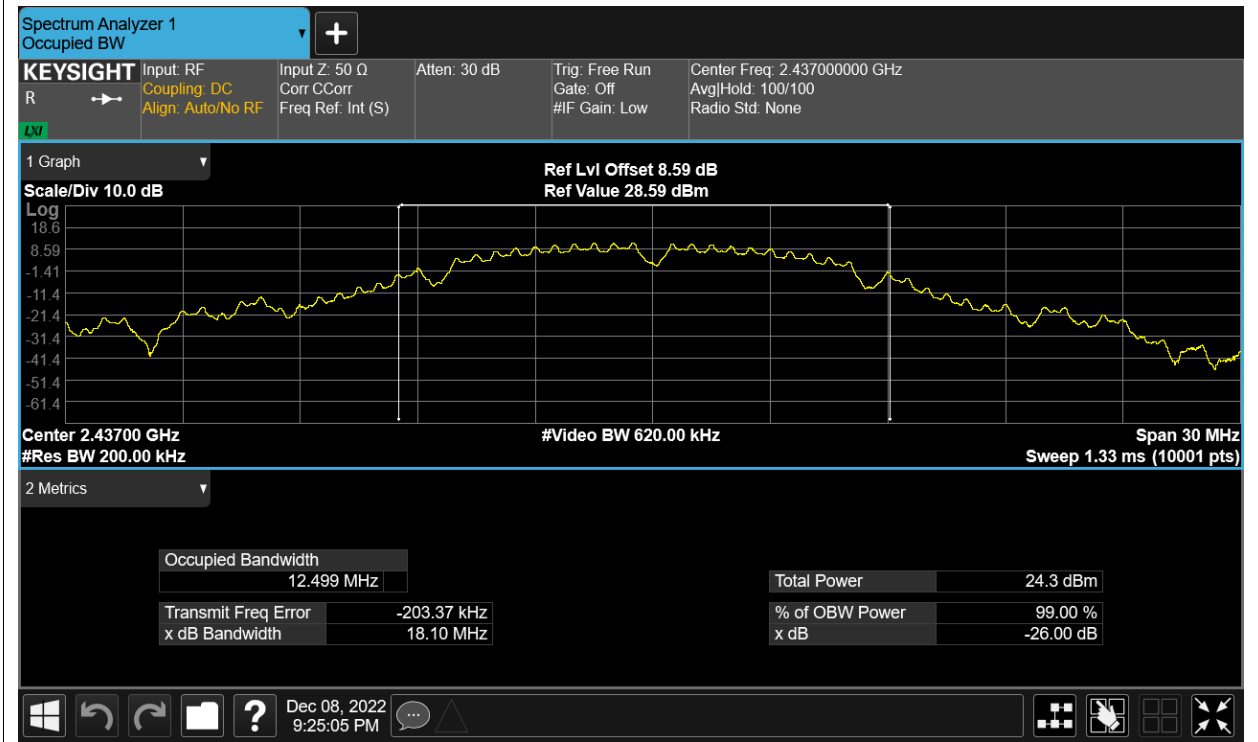 Spectrum Analyzer 1
Occupied BW
KEYSIGHT
R
LXI
Input: RF
Coupling: DC
Align: Auto/No RF
Input Z: 50 Ω
Corr CCorr
Freq Ref: Int (S)
Atten: 30 dB
Trig: Free Run
Gate: Off
#IF Gain: Low
Center Freq: 2.437000000 GHz
Avg|Hold: 100/100
Radio Std: None
1 Graph
Scale/Div 10.0 dB
Ref Lvl Offset 8.59 dB
Ref Value 28.59 dBm
Log
18.6
8.59
-1.41
-11.4
-21.4
-31.4
-41.4
-51.4
-61.4
Center 2.43700 GHz
#Res BW 200.00 kHz
#Video BW 620.00 kHz
Span 30 MHz
Sweep 1.33 ms (10001 pts)
2 Metrics
Occupied Bandwidth
12.499 MHz
Transmit Freq Error -203.37 kHz
x dB Bandwidth 18.10 MHz
Total Power 24.3 dBm
% of OBW Power 99.00 %
x dB -26.00 dB
?
Dec 08, 2022
9:25:05 PM